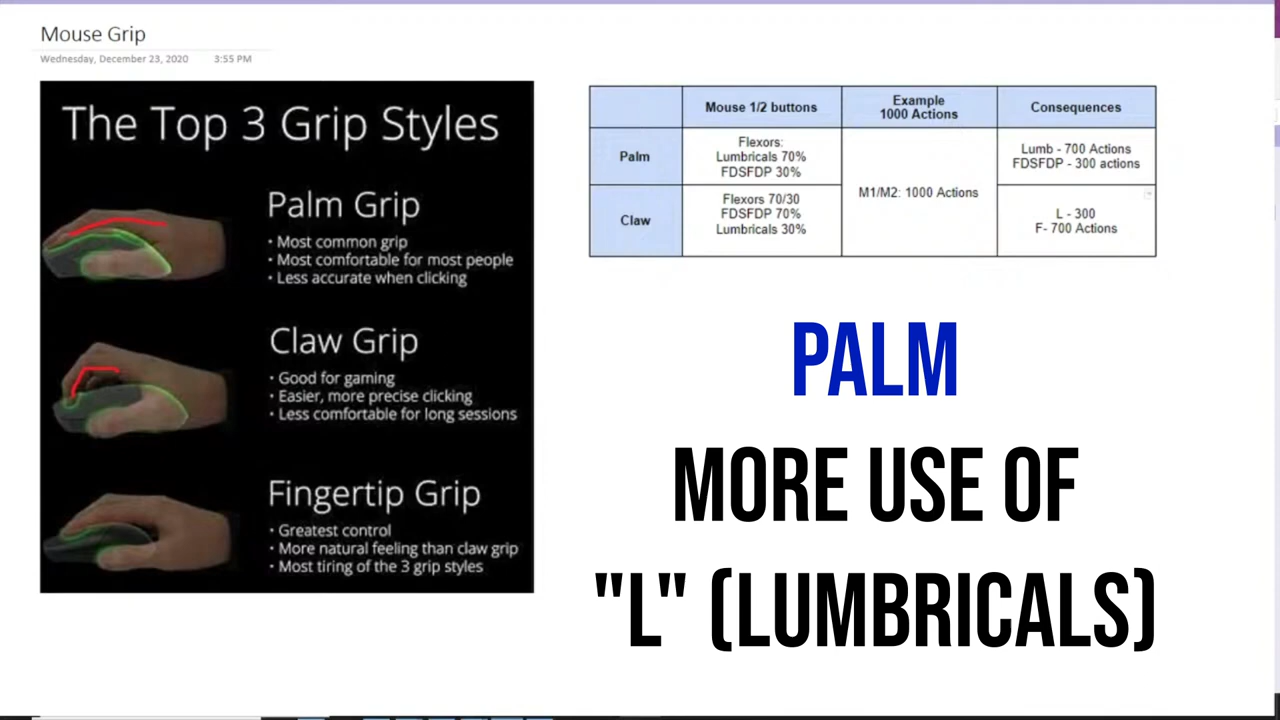 Mouse Grip
Wednesday, December 23, 2020 3:55 PM
The Top 3 Grip Styles
Palm Grip
• Most common grip
• Most comfortable for most people
• Less accurate when clicking
Claw Grip
• Good for gaming
• Easier, more precise clicking
• Less comfortable for long sessions
Fingertip Grip
• Greatest control
• More natural feeling than claw grip
• Most tiring of the 3 grip styles
Mouse 1/2 buttons
Example
1000 Actions
Consequences
Palm
Flexors:
Lumbricals 70%
FDSFDP 30%
M1/M2: 1000 Actions
Lumb - 700 Actions
FDSFDP - 300 actions
Claw
Flexors 70/30
FDSFDP 70%
Lumbricals 30%
L - 300
F- 700 Actions
PALM
MORE USE OF
"L" (LUMBRICALS)